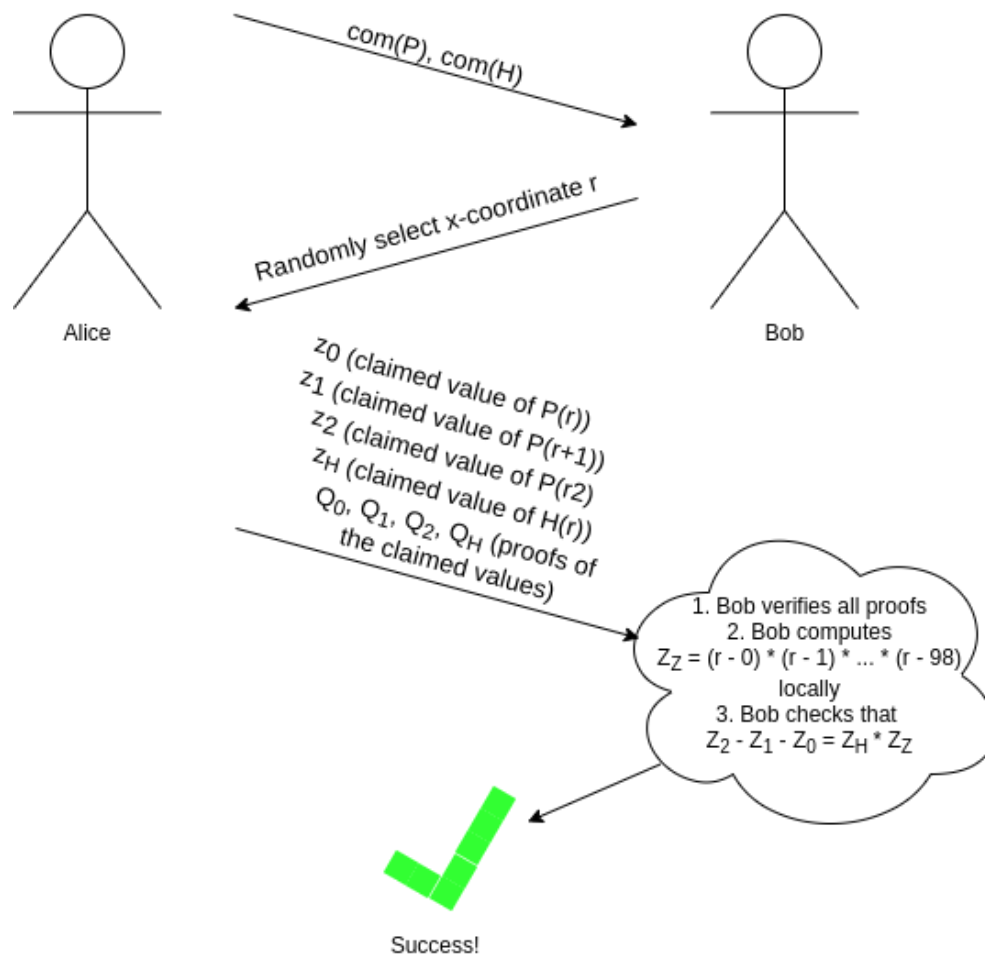 com(P), com(H)
Randomly select x-coordinate r
Alice
Bob
z0 (claimed value of P(r))
z1 (claimed value of P(r+1))
z2 (claimed value of P(r2)
zH (claimed value of H(r))
Q0, Q1, Q2, QH (proofs of
the claimed values)
1. Bob verifies all proofs
2. Bob computes
ZZ = (r - 0) * (r - 1) * ... * (r - 98)
locally
3. Bob checks that
Z2 - Z1 - Z0 = ZH * ZZ
Success!